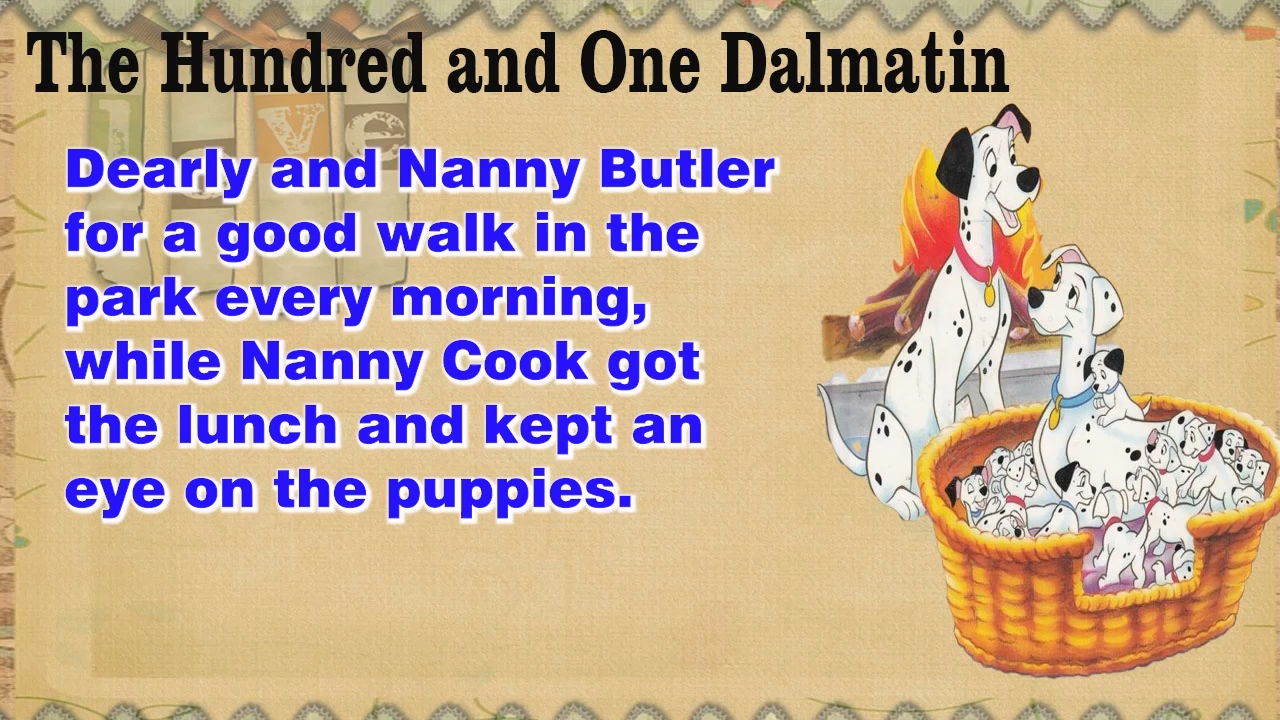 The Hundred and One Dalmatin
love
Dearly and Nanny Butler
for a good walk in the
park every morning,
while Nanny Cook got
the lunch and kept an
eye on the puppies.